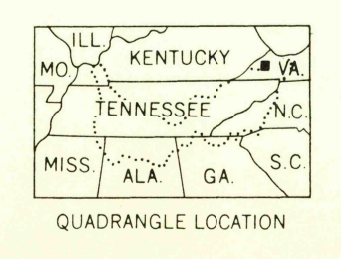 ILL.
KENTUCKY
MO.
VA.
TENNESSEE
N.C.
MISS.
ALA.
GA.
S.C.
QUADRANGLE LOCATION